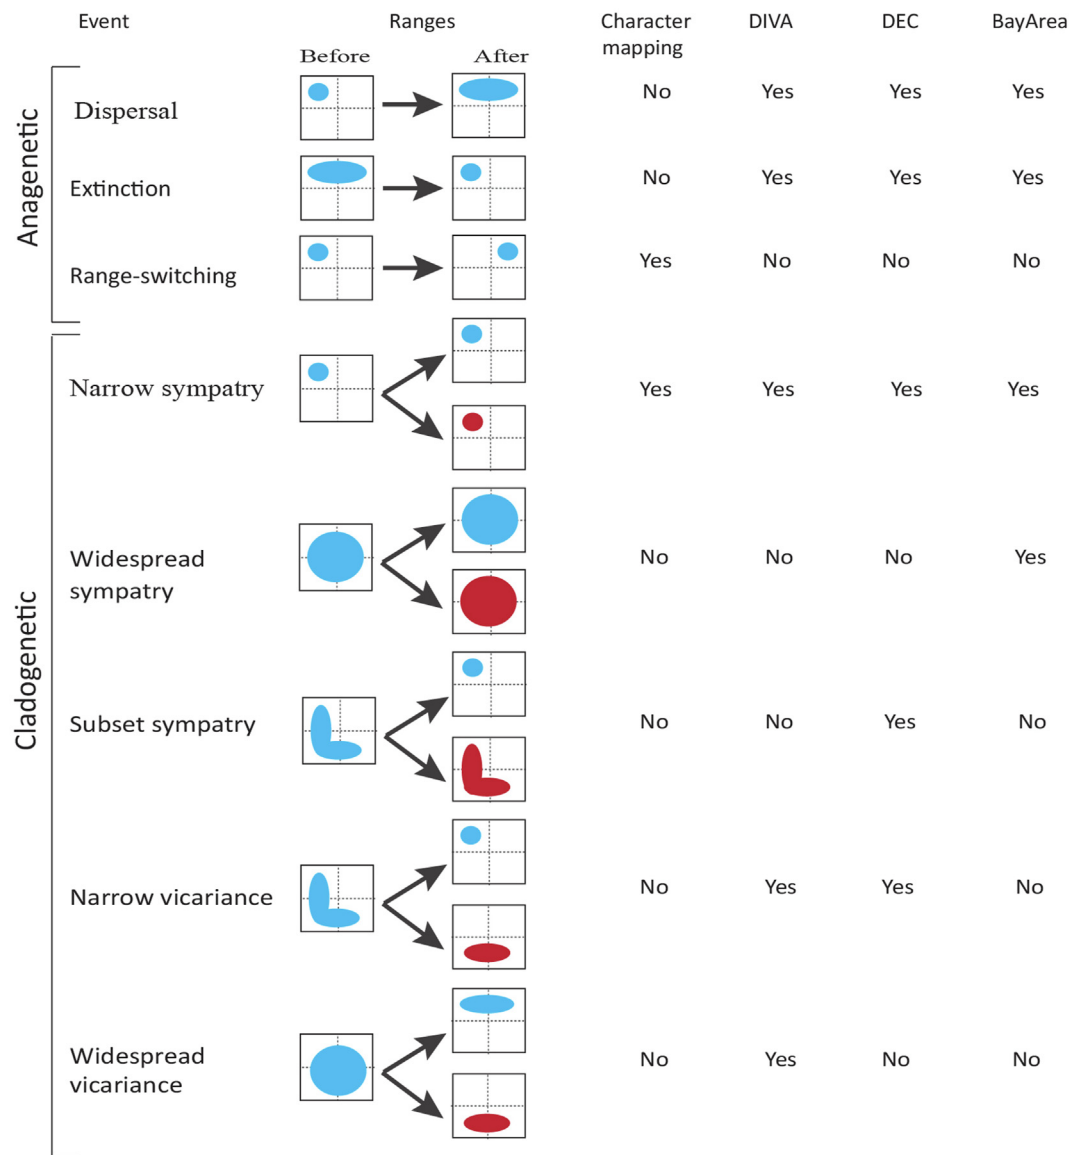 Event Ranges Character mapping DIVA DEC BayArea
Before After
Anagenetic
Dispersal No Yes Yes Yes
Extinction No Yes Yes Yes
Range-switching Yes No No No
Cladogenetic
Narrow sympatry Yes Yes Yes Yes
Widespread
sympatry No No No Yes
Subset sympatry No No Yes No
Narrow vicariance No Yes Yes No
Widespread
vicariance No Yes No No